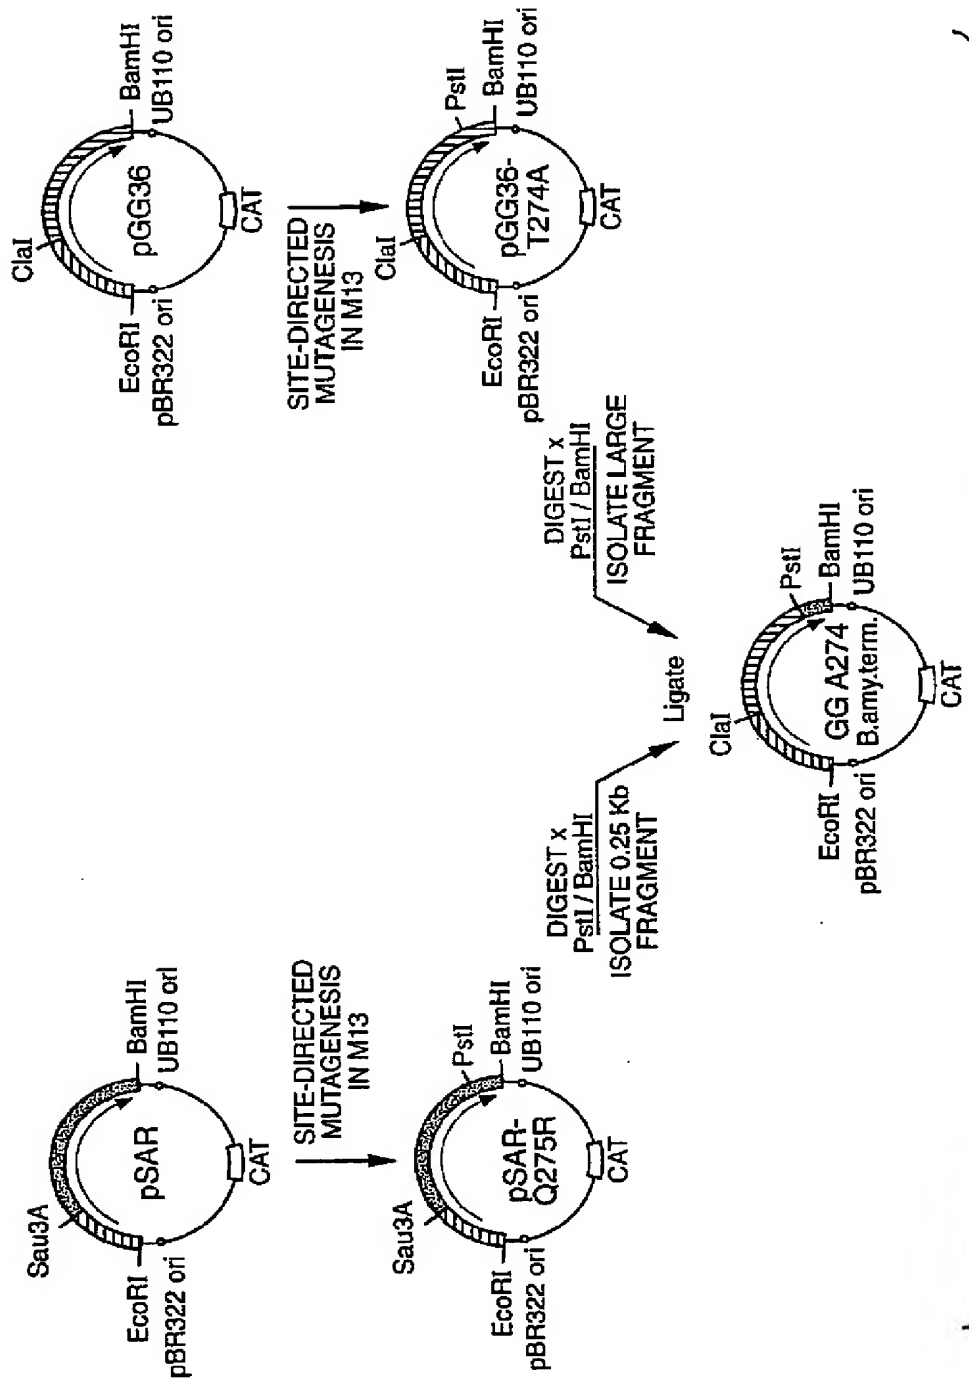 Sau3A
EcoRI
pBR322 ori
pSAR
BamHI
UB110 orI
CAT
SITE-DIRECTED
MUTAGENESIS
IN M13
Sau3A
EcoRI
pBR322 ori
pSAR-
Q275R
PstI
BamHI
UB110 ori
CAT
DIGEST x
PstI / BamHI
ISOLATE 0.25 Kb
FRAGMENT
ClaI
EcoRI
pBR322 ori
pGG36
BamHI
UB110 ori
CAT
SITE-DIRECTED
MUTAGENESIS
IN M13
ClaI
EcoRI
pBR322 ori
pGG36-
T274A
PstI
BamHI
UB110 ori
CAT
DIGEST x
PstI / BamHI
ISOLATE LARGE
FRAGMENT
Ligate
ClaI
EcoRI
pBR322 ori
GG A274
B.amy.term.
PstI
BamHI
UB110 ori
CAT